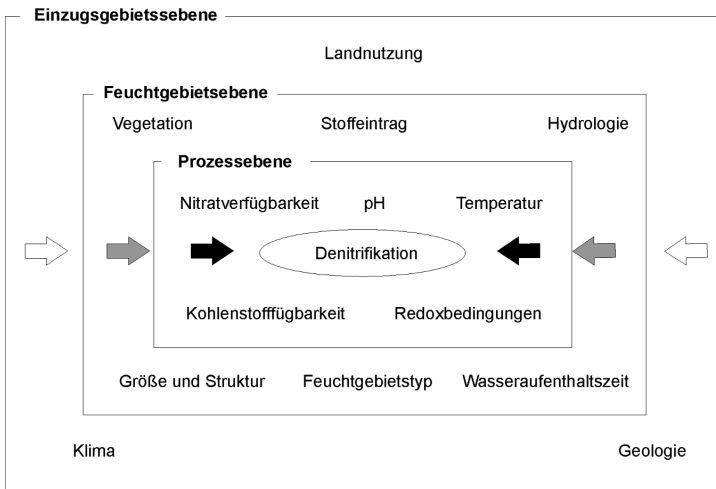 Einzugsgebietssebene
Landnutzung
Feuchtgebietsebene
Vegetation Stoffeintrag Hydrologie
Prozessebene
Nitratverfügbarkeit pH Temperatur
Denitrifikation
Kohlenstofffügbarkeit Redoxbedingungen
Größe und Struktur Feuchtgebietstyp Wasseraufenthaltszeit
Klima Geologie